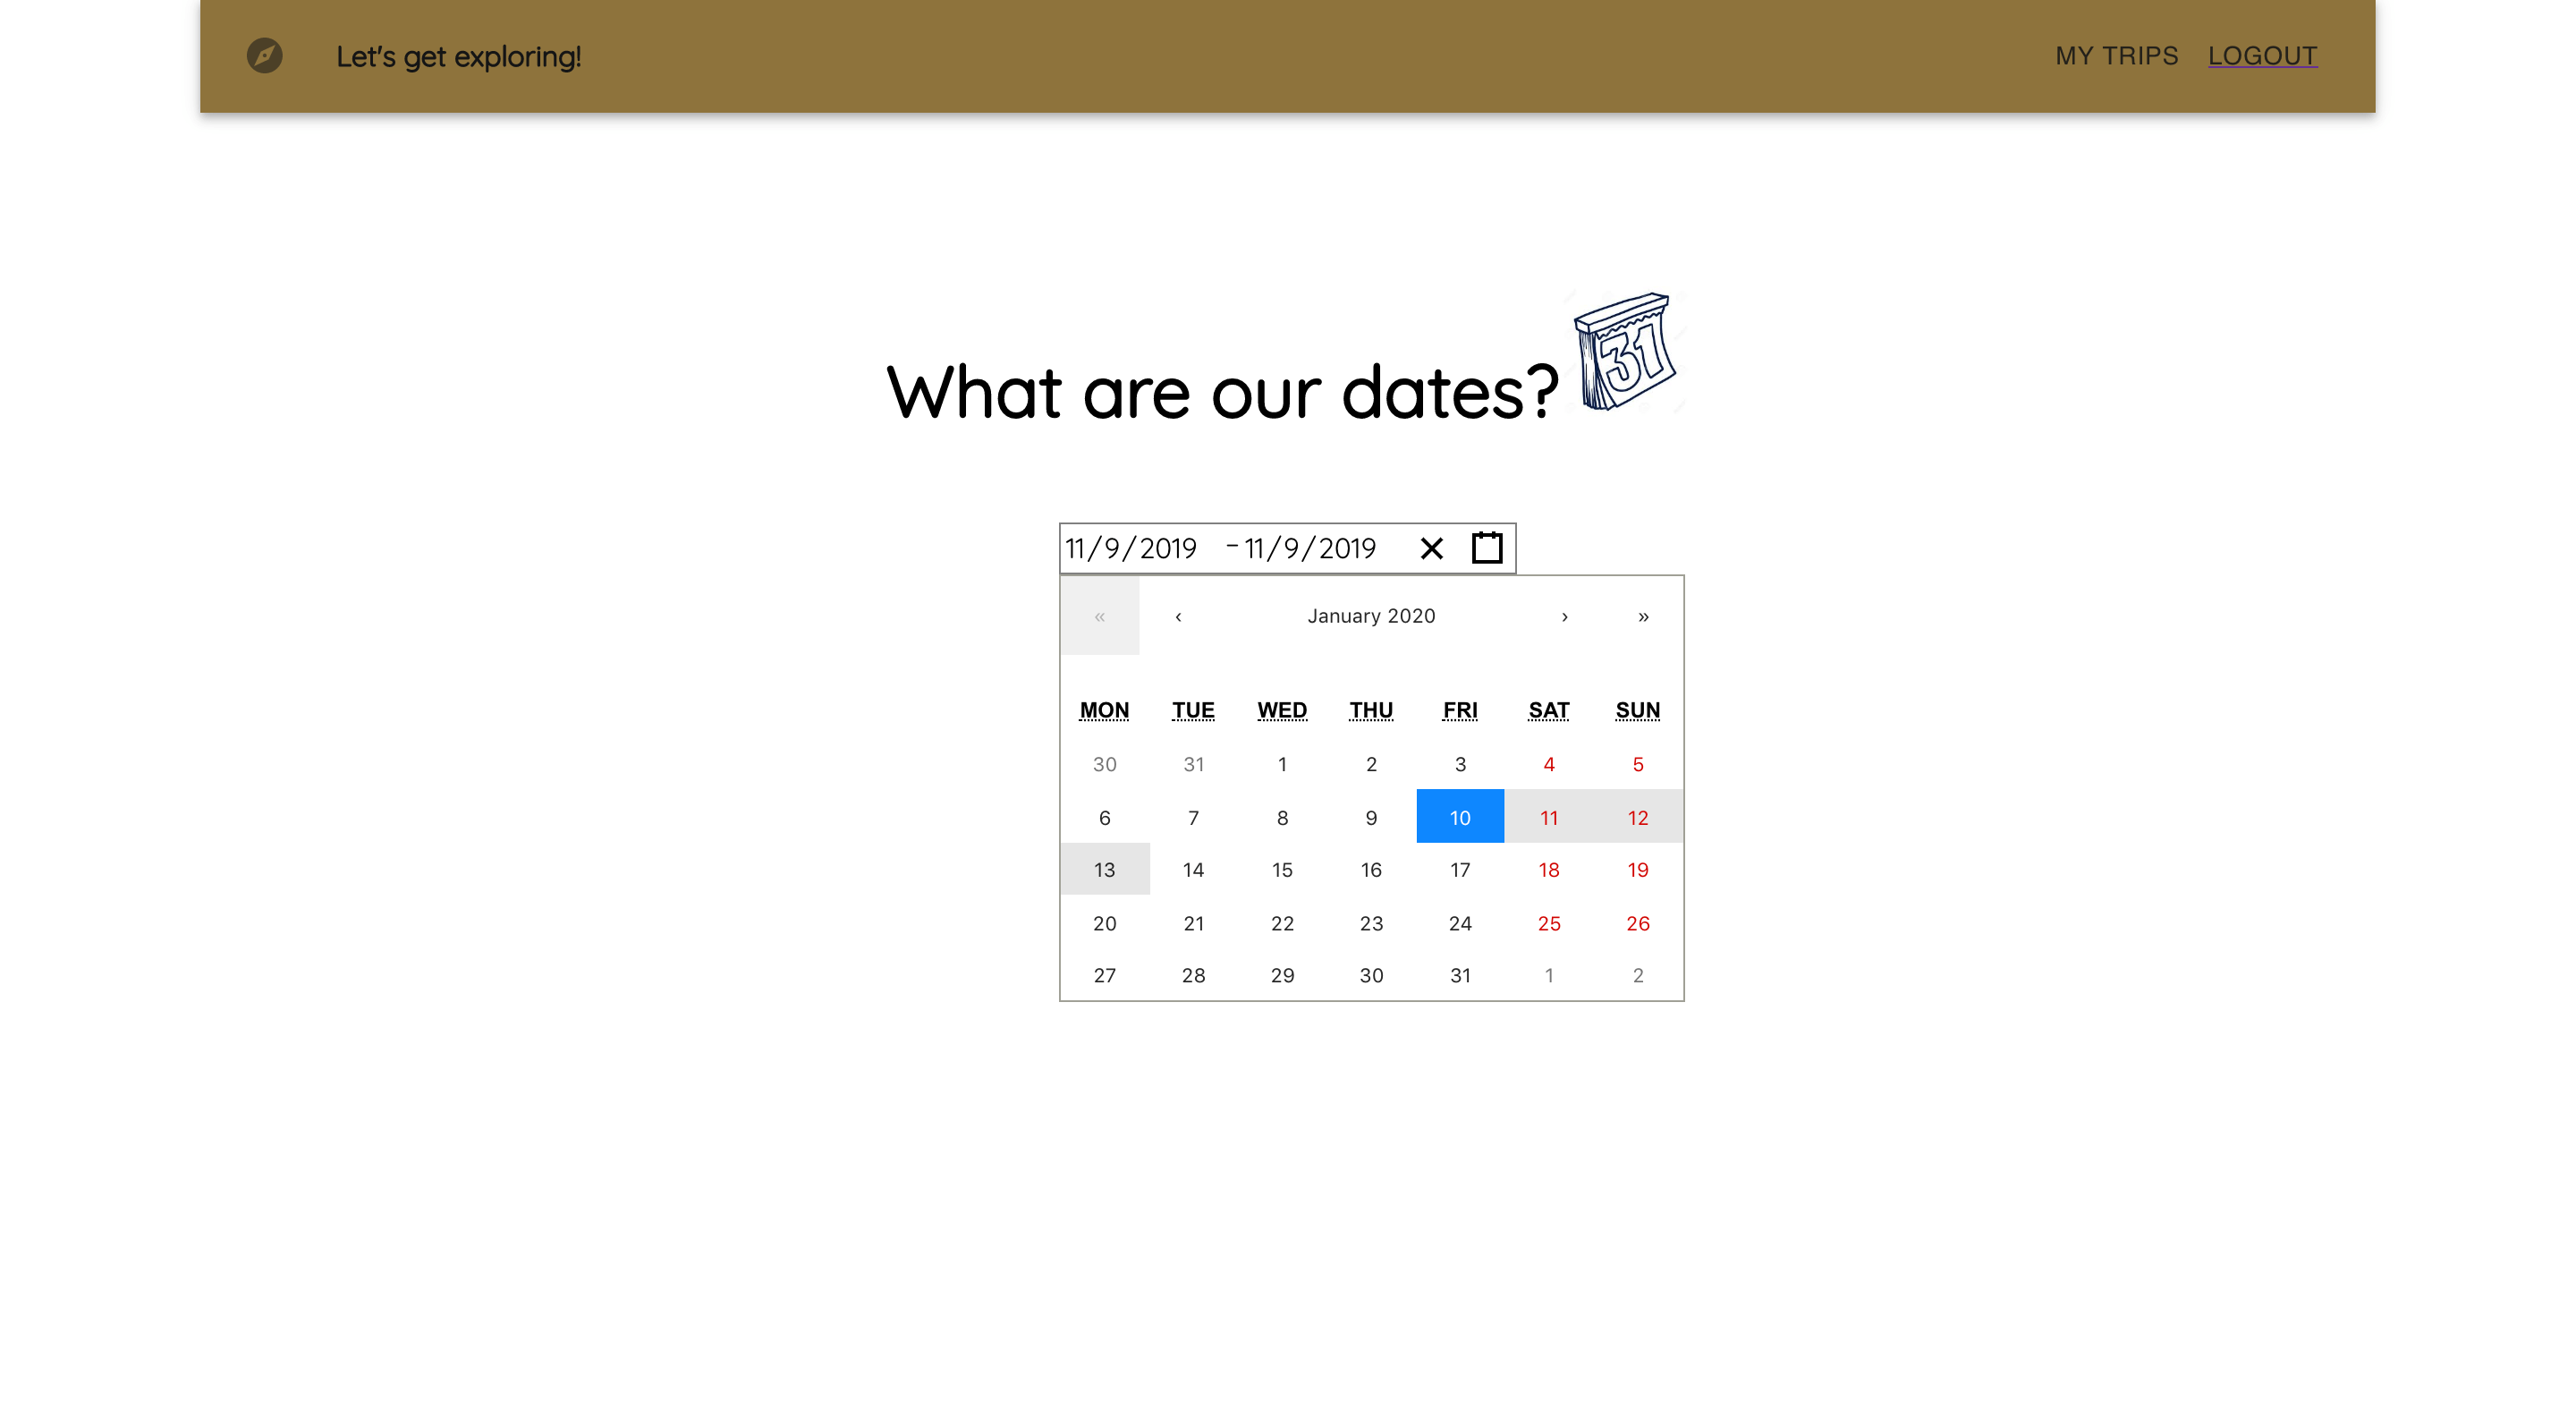 Let's get exploring! MY TRIPS LOGOUT
31
What are our dates?
11/9/2019 – 11/9/2019
« ‹ January 2020 › »
MON TUE WED THU FRI SAT SUN
30 31 1 2 3 4 5
6 7 8 9 10 11 12
13 14 15 16 17 18 19
20 21 22 23 24 25 26
27 28 29 30 31 1 2